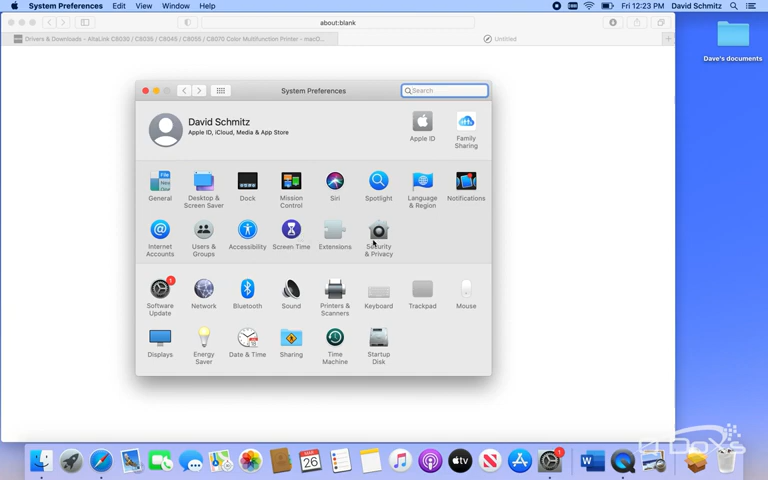 System Preferences Edit View Window Help Fri 12:23 PM David Schmitz
about:blank
Drivers & Downloads - AltaLink C8030 / C8035 / C8045 / C8055 / C8070 Color Multifunction Printer - macO...
Untitled
Dave's documents
System Preferences
Search
David Schmitz
Apple ID, iCloud, Media & App Store
Apple ID
Family
Sharing
General
Desktop &
Screen Saver
Dock
Mission
Control
Siri
Spotlight
Language
& Region
Notifications
Internet
Accounts
Users &
Groups
Accessibility
Screen Time
Extensions
Security
& Privacy
1
Software
Update
Network
Bluetooth
Sound
Printers &
Scanners
Keyboard
Trackpad
Mouse
Displays
Energy
Saver
Date & Time
Sharing
Time
Machine
Startup
Disk
26
tv
1
W